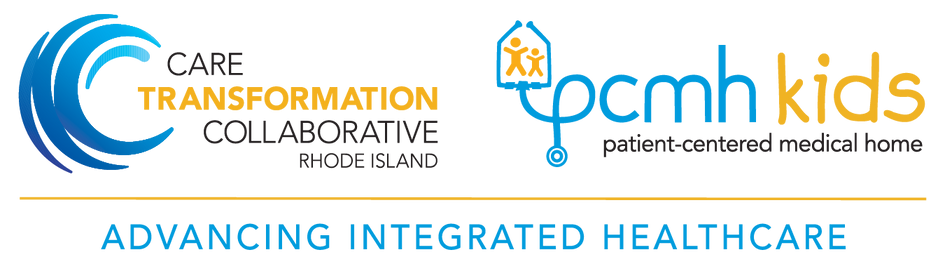 CARE
TRANSFORMATION
COLLABORATIVE
RHODE ISLAND
pcmh kids
patient-centered medical home
ADVANCING INTEGRATED HEALTHCARE